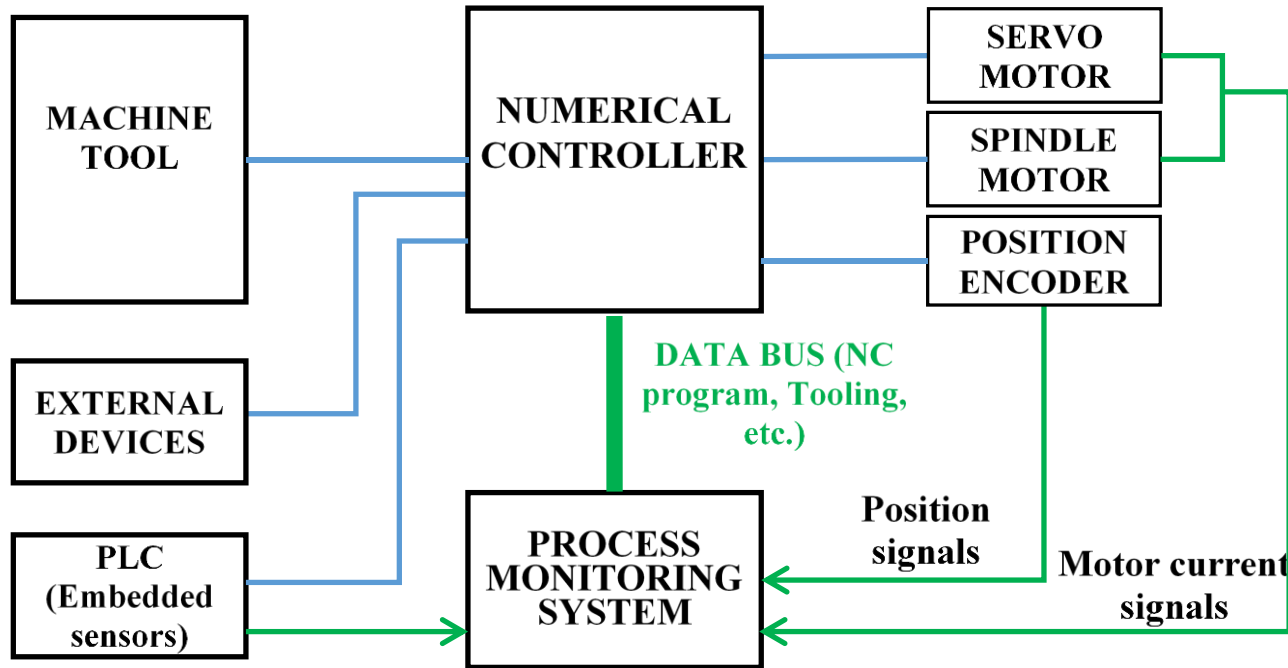 MACHINE
TOOL
NUMERICAL
CONTROLLER
SERVO
MOTOR
SPINDLE
MOTOR
POSITION
ENCODER
EXTERNAL
DEVICES
DATA BUS (NC
program, Tooling,
etc.)
PLC
(Embedded
sensors)
PROCESS
MONITORING
SYSTEM
Position
signals
Motor current
signals